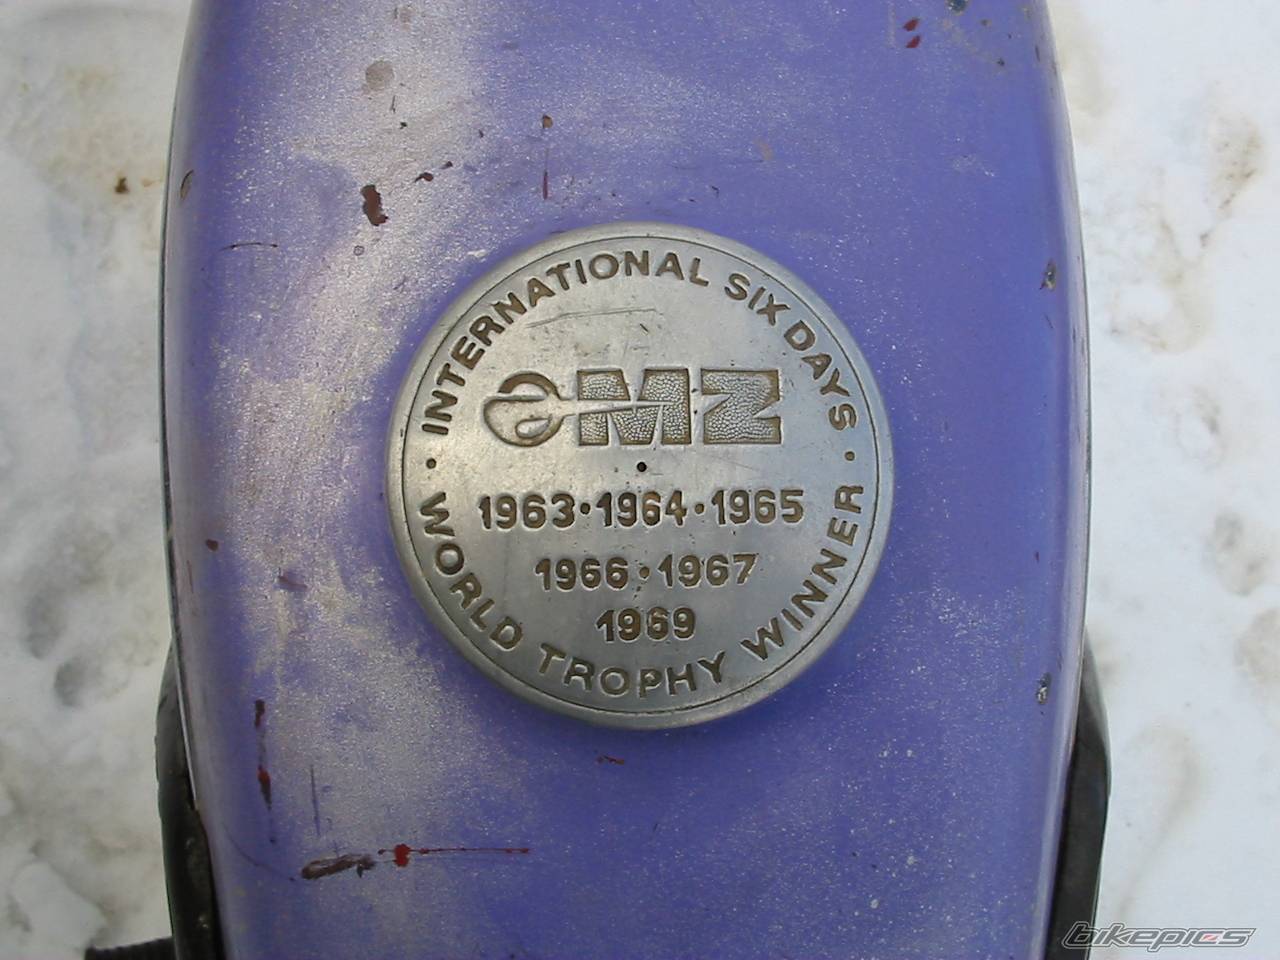 INTERNATIONAL SIX DAYS
MZ
1963 • 1964 • 1965
1966 • 1967
1969
• WORLD TROPHY WINNER •
bikepics